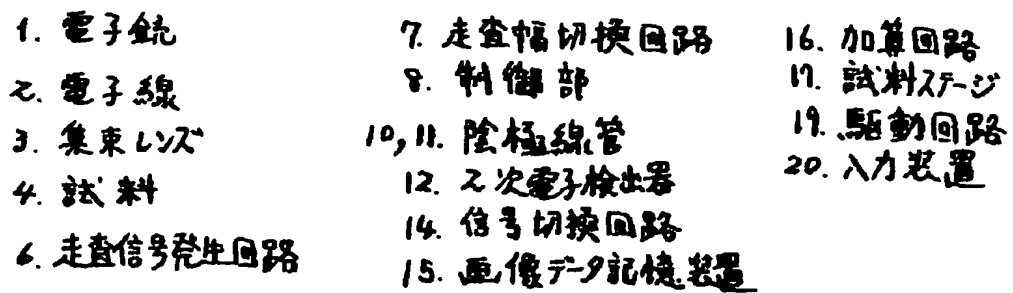 1. 電子銃
2. 電子線
3. 集束レンズ
4. 試料
6. 走査信号発生回路
7. 走査幅切換回路
8. 制御部
10, 11. 陰極線管
12. 2次電子検出器
14. 信号切換回路
15. 画像データ記憶装置
16. 加算回路
17. 試料ステージ
19. 駆動回路
20. 入力装置